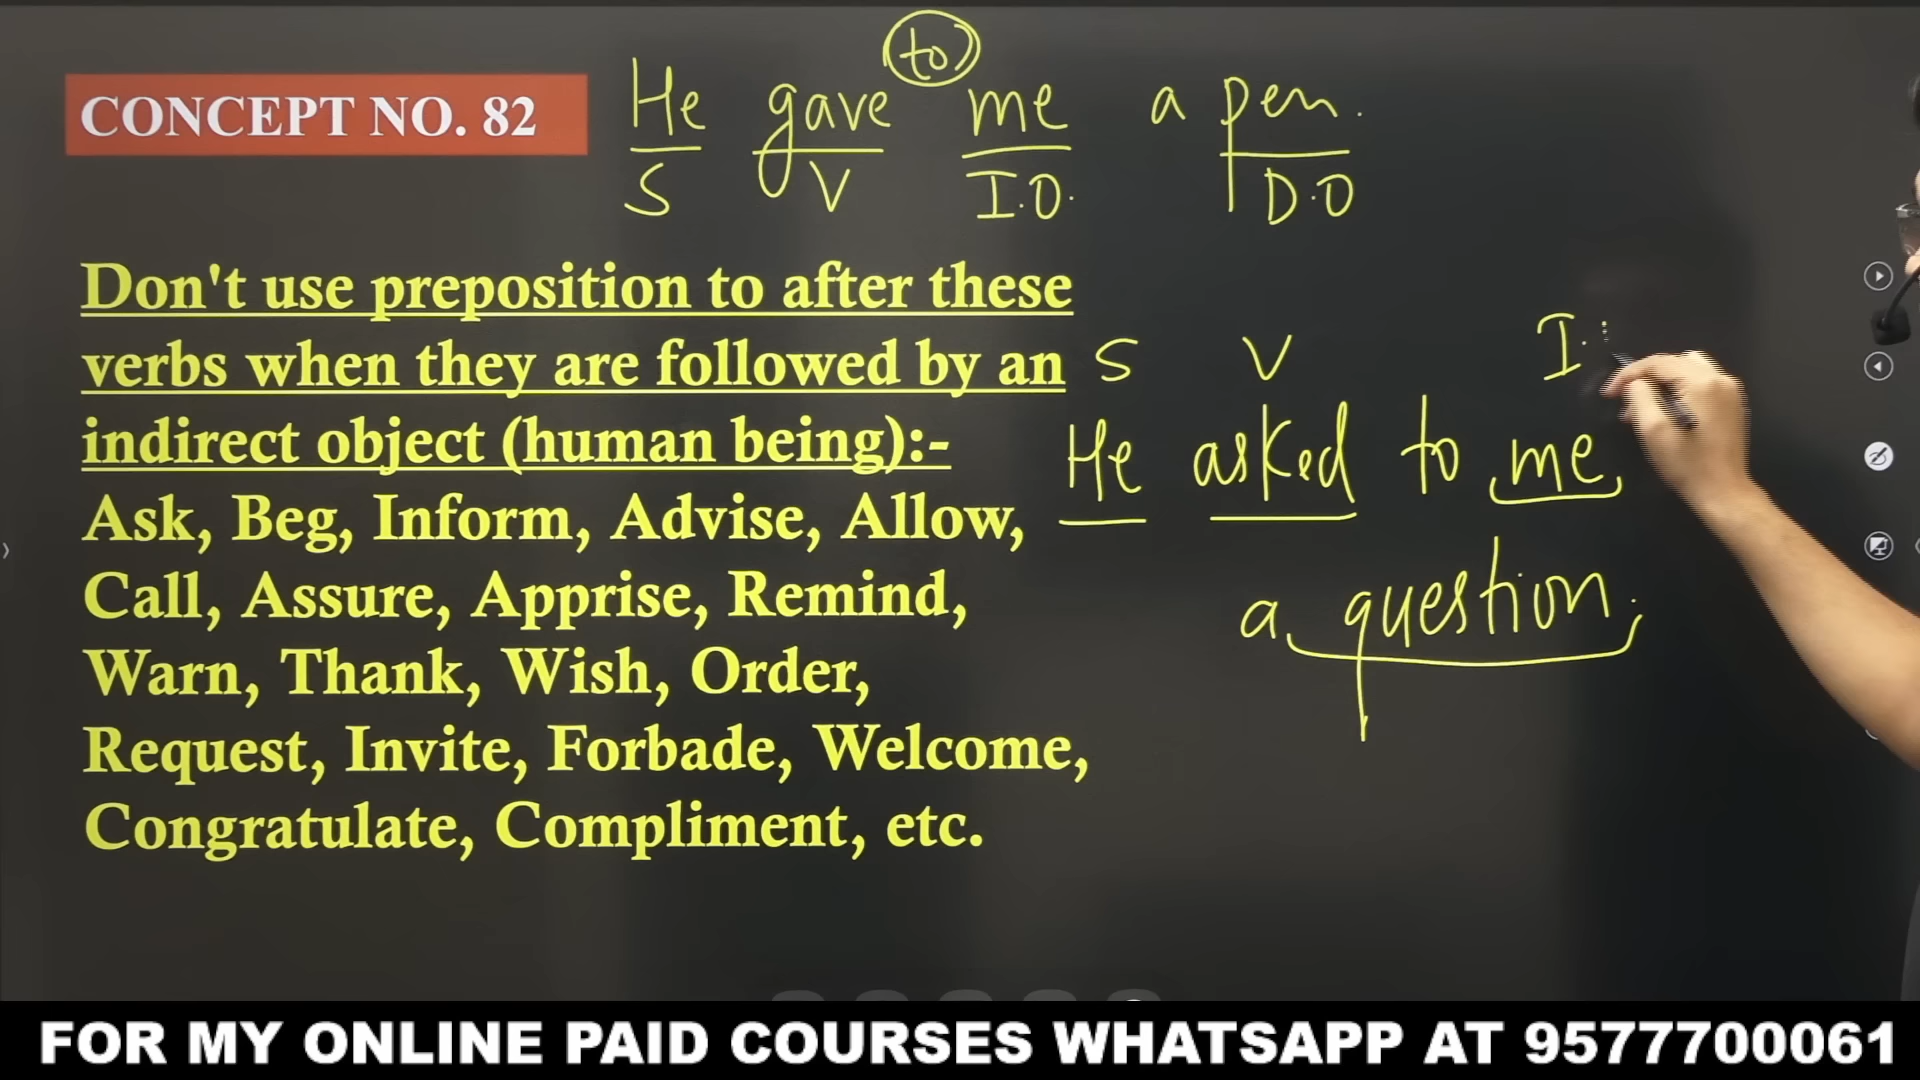 (to)
CONCEPT NO. 82
He gave me a pen.
S V I.O. D.O
Don't use preposition to after these
verbs when they are followed by an
indirect object (human being):-
Ask, Beg, Inform, Advise, Allow,
Call, Assure, Apprise, Remind,
Warn, Thank, Wish, Order,
Request, Invite, Forbade, Welcome,
Congratulate, Compliment, etc.
S V I.
He asked to me
a question.
FOR MY ONLINE PAID COURSES WHATSAPP AT 9577700061